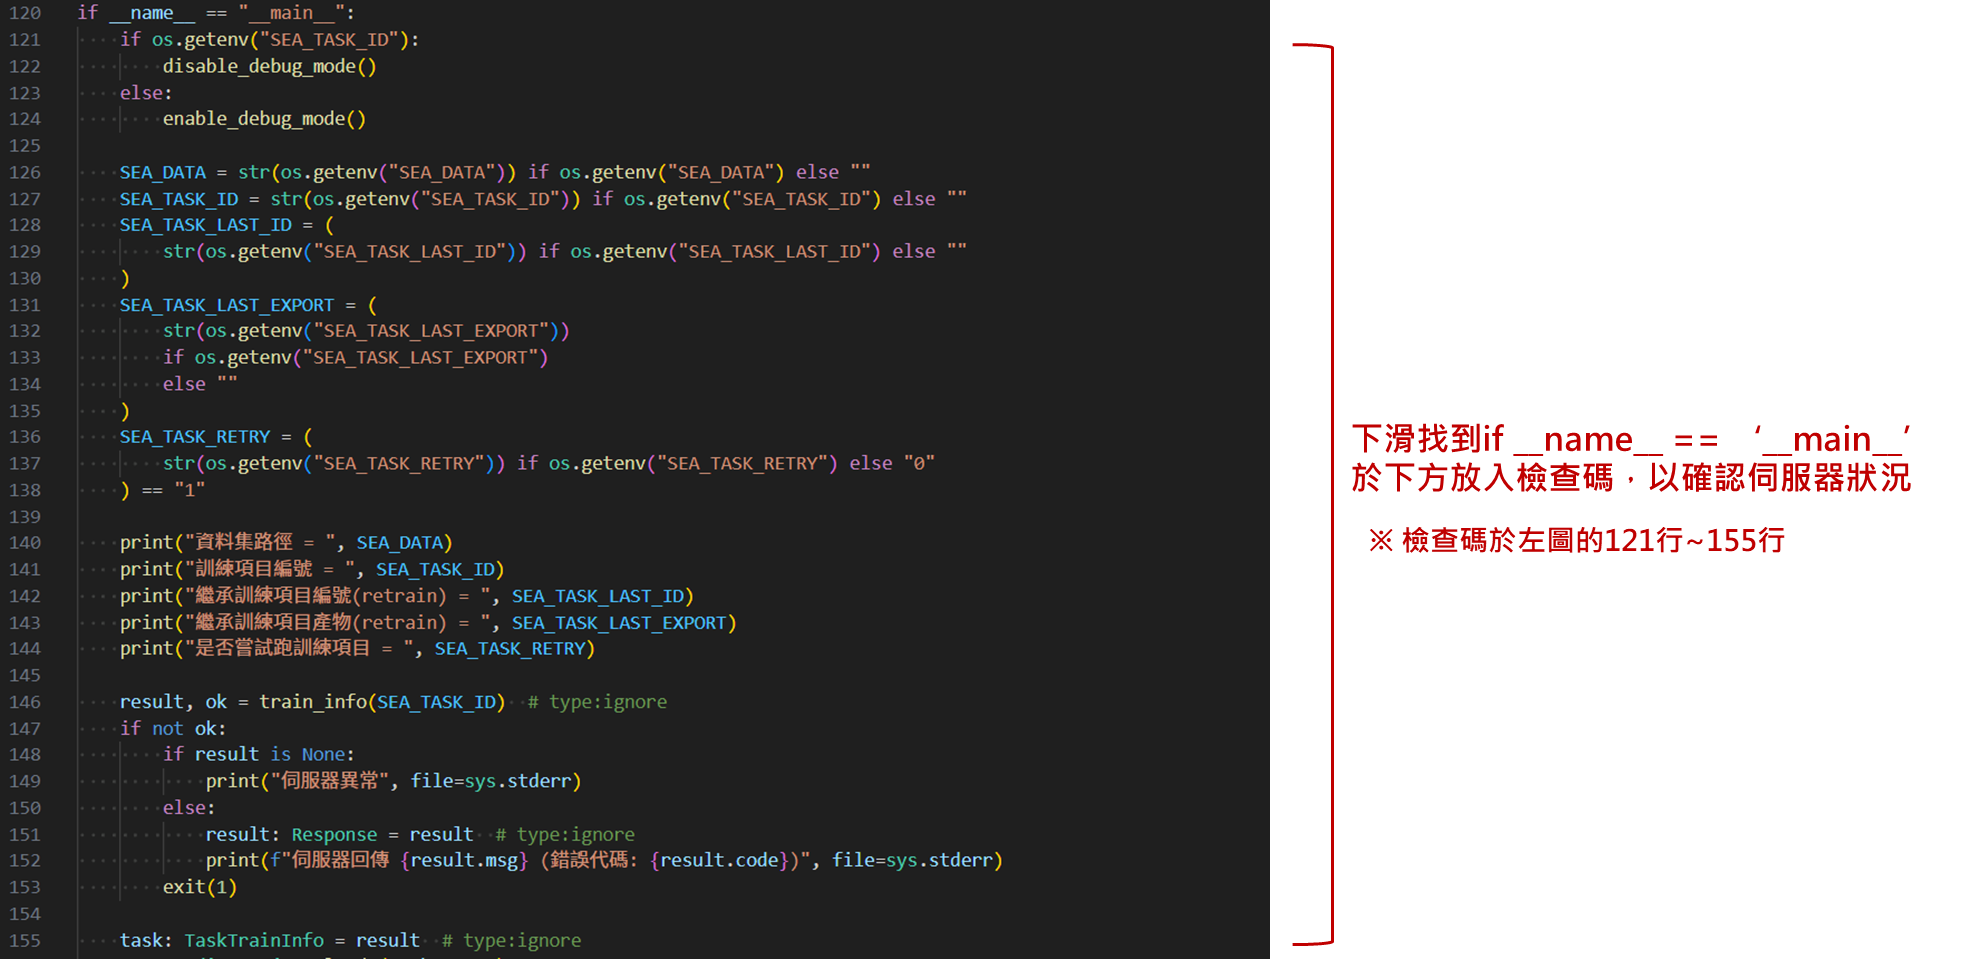 120 if __name__ == "__main__":
121     if os.getenv("SEA_TASK_ID"):
122         disable_debug_mode()
123     else:
124         enable_debug_mode()
125
126     SEA_DATA = str(os.getenv("SEA_DATA")) if os.getenv("SEA_DATA") else ""
127     SEA_TASK_ID = str(os.getenv("SEA_TASK_ID")) if os.getenv("SEA_TASK_ID") else ""
128     SEA_TASK_LAST_ID = (
129         str(os.getenv("SEA_TASK_LAST_ID")) if os.getenv("SEA_TASK_LAST_ID") else ""
130     )
131     SEA_TASK_LAST_EXPORT = (
132         str(os.getenv("SEA_TASK_LAST_EXPORT"))
133         if os.getenv("SEA_TASK_LAST_EXPORT")
134         else ""
135     )
136     SEA_TASK_RETRY = (
137         str(os.getenv("SEA_TASK_RETRY")) if os.getenv("SEA_TASK_RETRY") else "0"
138     ) == "1"
139
140     print("資料集路徑 = ", SEA_DATA)
141     print("訓練項目編號 = ", SEA_TASK_ID)
142     print("繼承訓練項目編號(retrain) = ", SEA_TASK_LAST_ID)
143     print("繼承訓練項目產物(retrain) = ", SEA_TASK_LAST_EXPORT)
144     print("是否嘗試跑訓練項目 = ", SEA_TASK_RETRY)
145
146     result, ok = train_info(SEA_TASK_ID)  # type:ignore
147     if not ok:
148         if result is None:
149             print("伺服器異常", file=sys.stderr)
150         else:
151             result: Response = result  # type:ignore
152             print(f"伺服器回傳 {result.msg} (錯誤代碼: {result.code})", file=sys.stderr)
153         exit(1)
154
155     task: TaskTrainInfo = result  # type:ignore
下滑找到if __name__ == ‘__main__’
於下方放入檢查碼，以確認伺服器狀況
※ 檢查碼於左圖的121行~155行